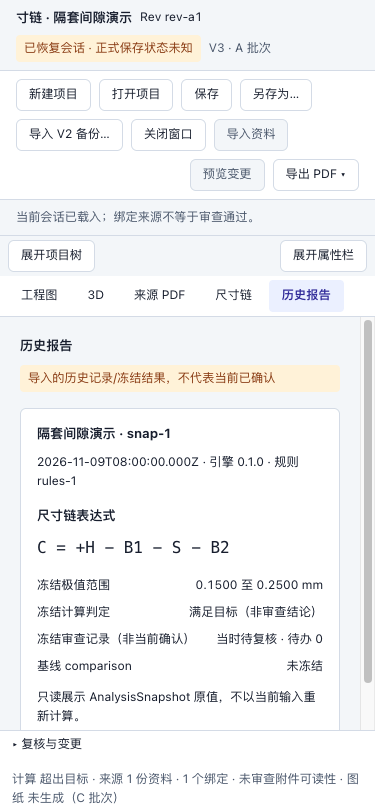 寸链 · 隔套间隙演示 Rev rev-a1
已恢复会话 · 正式保存状态未知 V3 · A 批次
新建项目 打开项目 保存 另存为…
导入 V2 备份… 关闭窗口 导入资料
预览变更 导出 PDF ▾
当前会话已载入；绑定来源不等于审查通过。
展开项目树 展开属性栏
工程图 3D 来源 PDF 尺寸链 历史报告
历史报告
导入的历史记录/冻结结果，不代表当前已确认
隔套间隙演示 · snap-1
2026-11-09T08:00:00.000Z · 引擎 0.1.0 · 规则
rules-1
尺寸链表达式
C = +H − B1 − S − B2
冻结极值范围 0.1500 至 0.2500 mm
冻结计算判定 满足目标（非审查结论）
冻结审查记录（非当前确认） 当时待复核 · 待办 0
基线 comparison 未冻结
只读展示 AnalysisSnapshot 原值，不以当前输入重
新计算。
▸ 复核与变更
计算 超出目标 · 来源 1 份资料 · 1 个绑定 · 未审查附件可读性 · 图
纸 未生成（C 批次）